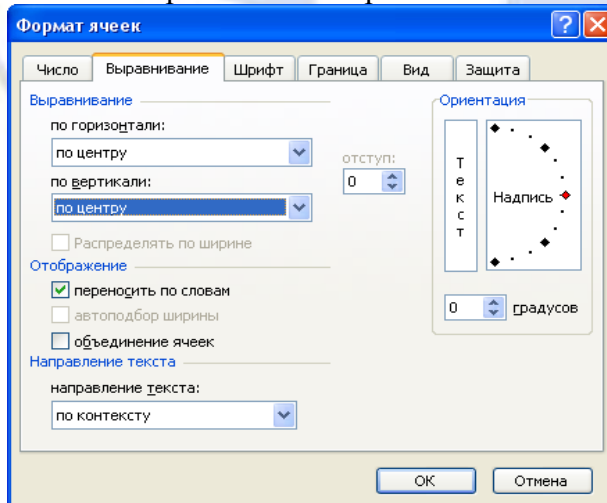 Формат ячеек
Число Выравнивание Шрифт Граница Вид Защита
Выравнивание
по горизонтали:
по центру
отступ:
по вертикали:
0
по центру
Распределять по ширине
Отображение
переносить по словам
автоподбор ширины
объединение ячеек
Направление текста
направление текста:
по контексту
Ориентация
Текст
Надпись
0 градусов
ОК Отмена